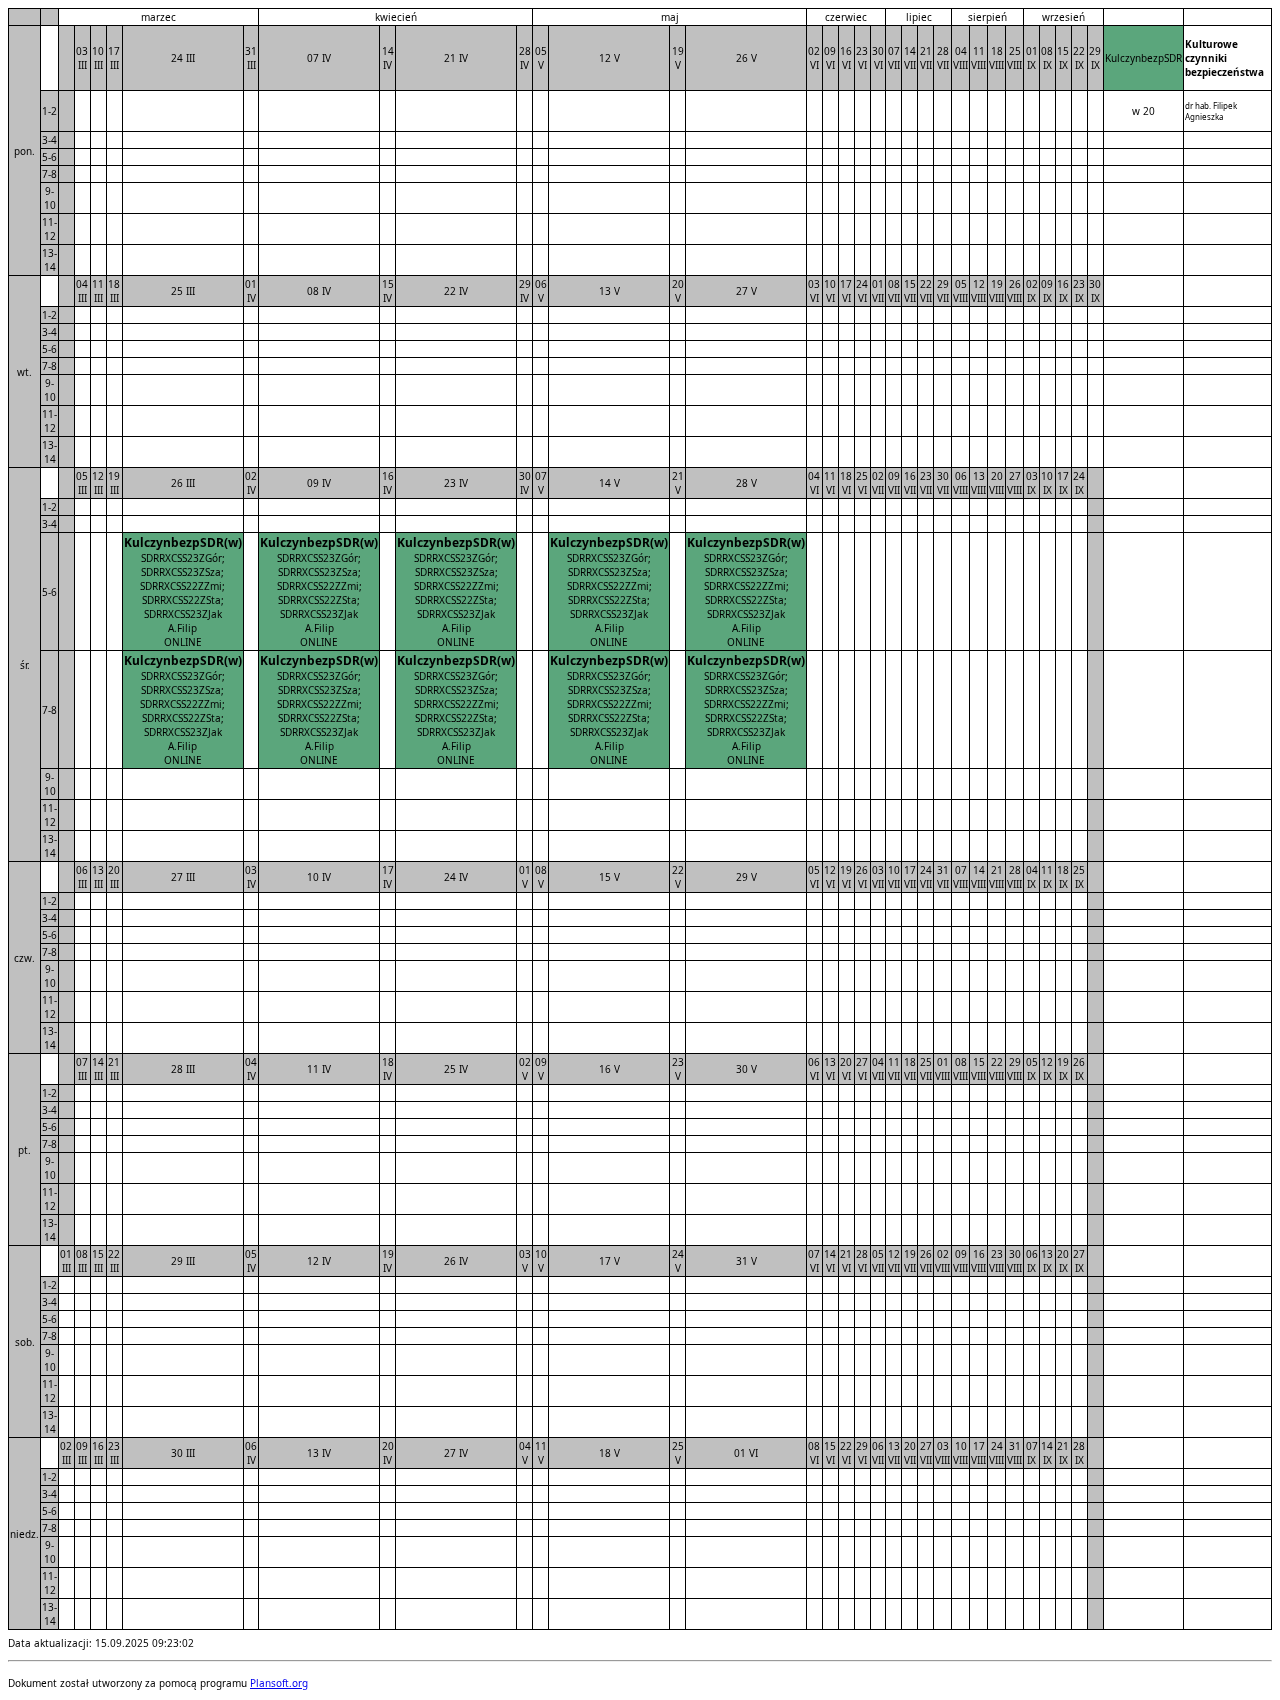 marzec kwiecień maj czerwiec lipiec sierpień wrzesień
pon. 03 III 10 III 17 III 24 III 31 III 07 IV 14 IV 21 IV 28 IV 05 V 12 V 19 V 26 V 02 VI 09 VI 16 VI 23 VI 30 VI 07 VII 14 VII 21 VII 28 VII 04 VIII 11 VIII 18 VIII 25 VIII 01 IX 08 IX 15 IX 22 IX 29 IX KulczynbezpSDR Kulturowe czynniki bezpieczeństwa
1-2 w 20 dr hab. Filipek Agnieszka
3-4
5-6
7-8
9-10
11-12
13-14
wt. 04 III 11 III 18 III 25 III 01 IV 08 IV 15 IV 22 IV 29 IV 06 V 13 V 20 V 27 V 03 VI 10 VI 17 VI 24 VI 01 VII 08 VII 15 VII 22 VII 29 VII 05 VIII 12 VIII 19 VIII 26 VIII 02 IX 09 IX 16 IX 23 IX 30 IX
1-2
3-4
5-6
7-8
9-10
11-12
13-14
śr. 05 III 12 III 19 III 26 III 02 IV 09 IV 16 IV 23 IV 30 IV 07 V 14 V 21 V 28 V 04 VI 11 VI 18 VI 25 VI 02 VII 09 VII 16 VII 23 VII 30 VII 06 VIII 13 VIII 20 VIII 27 VIII 03 IX 10 IX 17 IX 24 IX
1-2
3-4
5-6
KulczynbezpSDR(w) KulczynbezpSDR(w) KulczynbezpSDR(w) KulczynbezpSDR(w) KulczynbezpSDR(w)
SDRRXCSS23ZGór; SDRRXCSS23ZGór; SDRRXCSS23ZGór; SDRRXCSS23ZGór; SDRRXCSS23ZGór;
SDRRXCSS23ZSza; SDRRXCSS23ZSza; SDRRXCSS23ZSza; SDRRXCSS23ZSza; SDRRXCSS23ZSza;
SDRRXCSS22ZZmi; SDRRXCSS22ZZmi; SDRRXCSS22ZZmi; SDRRXCSS22ZZmi; SDRRXCSS22ZZmi;
SDRRXCSS22ZSta; SDRRXCSS22ZSta; SDRRXCSS22ZSta; SDRRXCSS22ZSta; SDRRXCSS22ZSta;
SDRRXCSS23ZJak SDRRXCSS23ZJak SDRRXCSS23ZJak SDRRXCSS23ZJak SDRRXCSS23ZJak
A.Filip A.Filip A.Filip A.Filip A.Filip
ONLINE ONLINE ONLINE ONLINE ONLINE
7-8
KulczynbezpSDR(w) KulczynbezpSDR(w) KulczynbezpSDR(w) KulczynbezpSDR(w) KulczynbezpSDR(w)
SDRRXCSS23ZGór; SDRRXCSS23ZGór; SDRRXCSS23ZGór; SDRRXCSS23ZGór; SDRRXCSS23ZGór;
SDRRXCSS23ZSza; SDRRXCSS23ZSza; SDRRXCSS23ZSza; SDRRXCSS23ZSza; SDRRXCSS23ZSza;
SDRRXCSS22ZZmi; SDRRXCSS22ZZmi; SDRRXCSS22ZZmi; SDRRXCSS22ZZmi; SDRRXCSS22ZZmi;
SDRRXCSS22ZSta; SDRRXCSS22ZSta; SDRRXCSS22ZSta; SDRRXCSS22ZSta; SDRRXCSS22ZSta;
SDRRXCSS23ZJak SDRRXCSS23ZJak SDRRXCSS23ZJak SDRRXCSS23ZJak SDRRXCSS23ZJak
A.Filip A.Filip A.Filip A.Filip A.Filip
ONLINE ONLINE ONLINE ONLINE ONLINE
9-10
11-12
13-14
czw. 06 III 13 III 20 III 27 III 03 IV 10 IV 17 IV 24 IV 01 V 08 V 15 V 22 V 29 V 05 VI 12 VI 19 VI 26 VI 03 VII 10 VII 17 VII 24 VII 31 VII 07 VIII 14 VIII 21 VIII 28 VIII 04 IX 11 IX 18 IX 25 IX
1-2
3-4
5-6
7-8
9-10
11-12
13-14
pt. 07 III 14 III 21 III 28 III 04 IV 11 IV 18 IV 25 IV 02 V 09 V 16 V 23 V 30 V 06 VI 13 VI 20 VI 27 VI 04 VII 11 VII 18 VII 25 VII 01 VIII 08 VIII 15 VIII 22 VIII 29 VIII 05 IX 12 IX 19 IX 26 IX
1-2
3-4
5-6
7-8
9-10
11-12
13-14
sob. 01 III 08 III 15 III 22 III 29 III 05 IV 12 IV 19 IV 26 IV 03 V 10 V 17 V 24 V 31 V 07 VI 14 VI 21 VI 28 VI 05 VII 12 VII 19 VII 26 VII 02 VIII 09 VIII 16 VIII 23 VIII 30 VIII 06 IX 13 IX 20 IX 27 IX
1-2
3-4
5-6
7-8
9-10
11-12
13-14
niedz. 02 III 09 III 16 III 23 III 30 III 06 IV 13 IV 20 IV 27 IV 04 V 11 V 18 V 25 V 01 VI 08 VI 15 VI 22 VI 29 VI 06 VII 13 VII 20 VII 27 VII 03 VIII 10 VIII 17 VIII 24 VIII 31 VIII 07 IX 14 IX 21 IX 28 IX
1-2
3-4
5-6
7-8
9-10
11-12
13-14
Data aktualizacji: 15.09.2025 09:23:02
Dokument został utworzony za pomocą programu Plansoft.org